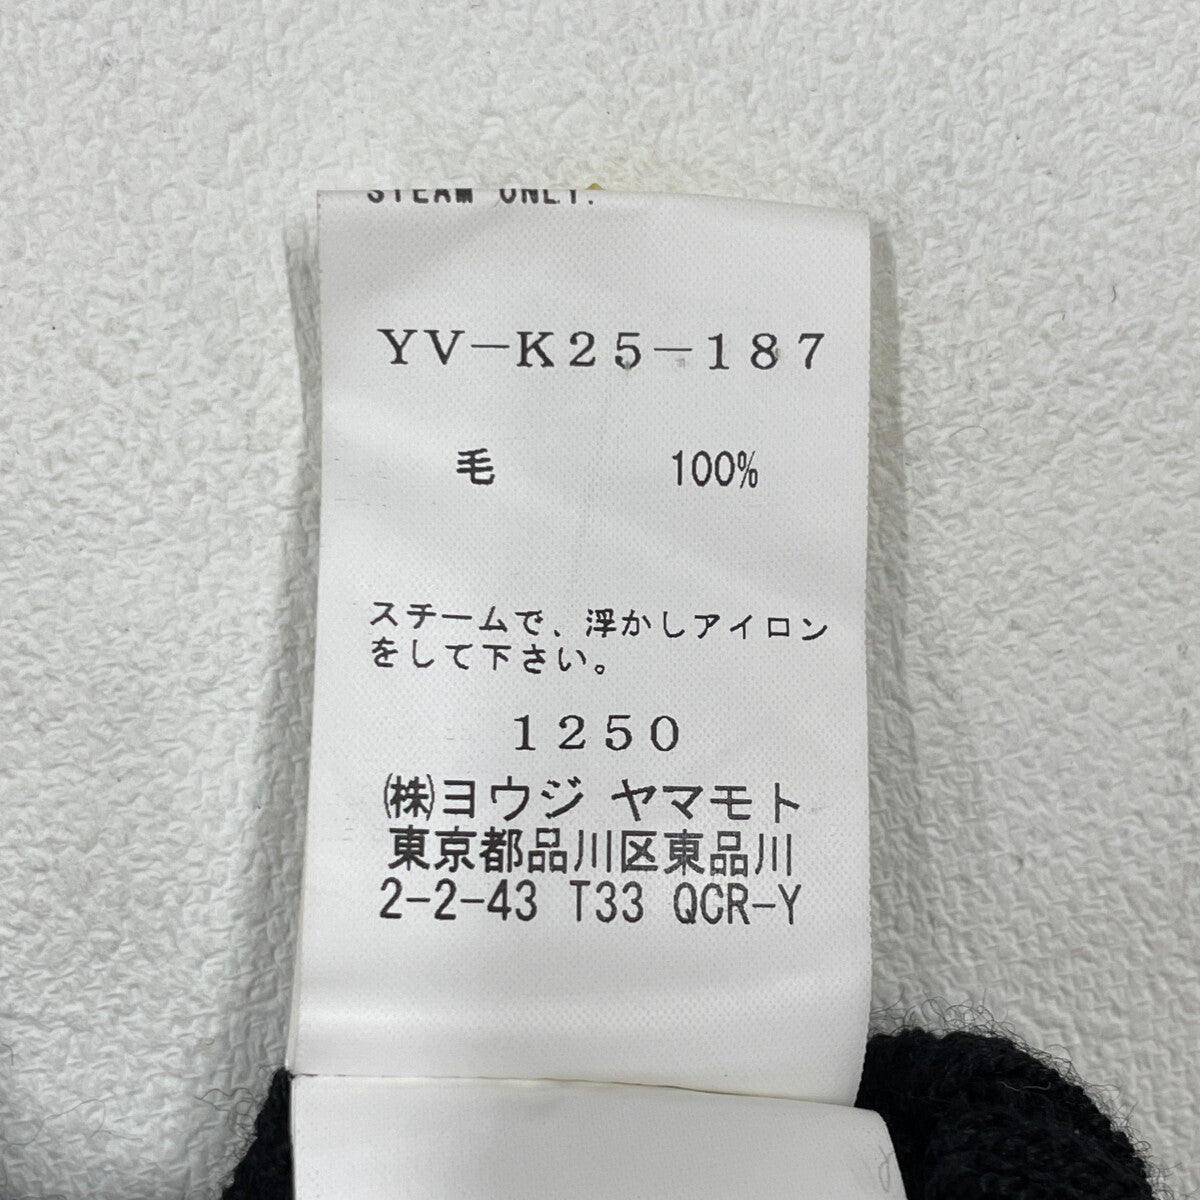 STEAM ONLY.
YV-K25-187
毛 100%
スチームで、浮かしアイロン
をして下さい。
1250
㈱ヨウジ ヤマモト
東京都品川区東品川
2-2-43 T33 QCR-Y